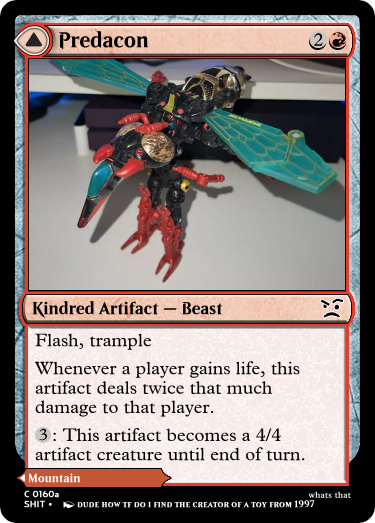 Predacon
2
Kindred Artifact — Beast
Flash, trample
Whenever a player gains life, this
artifact deals twice that much
damage to that player.
3: This artifact becomes a 4/4
artifact creature until end of turn.
Mountain
C 0160a
whats that
SHIT • DUDE HOW TF DO I FIND THE CREATOR OF A TOY FROM 1997